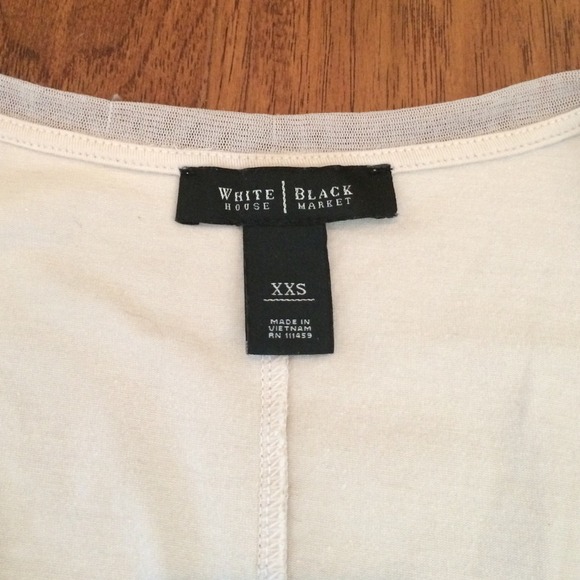 WHITE | BLACK
HOUSE | MARKET
XXS
MADE IN
VIETNAM
RN 111459